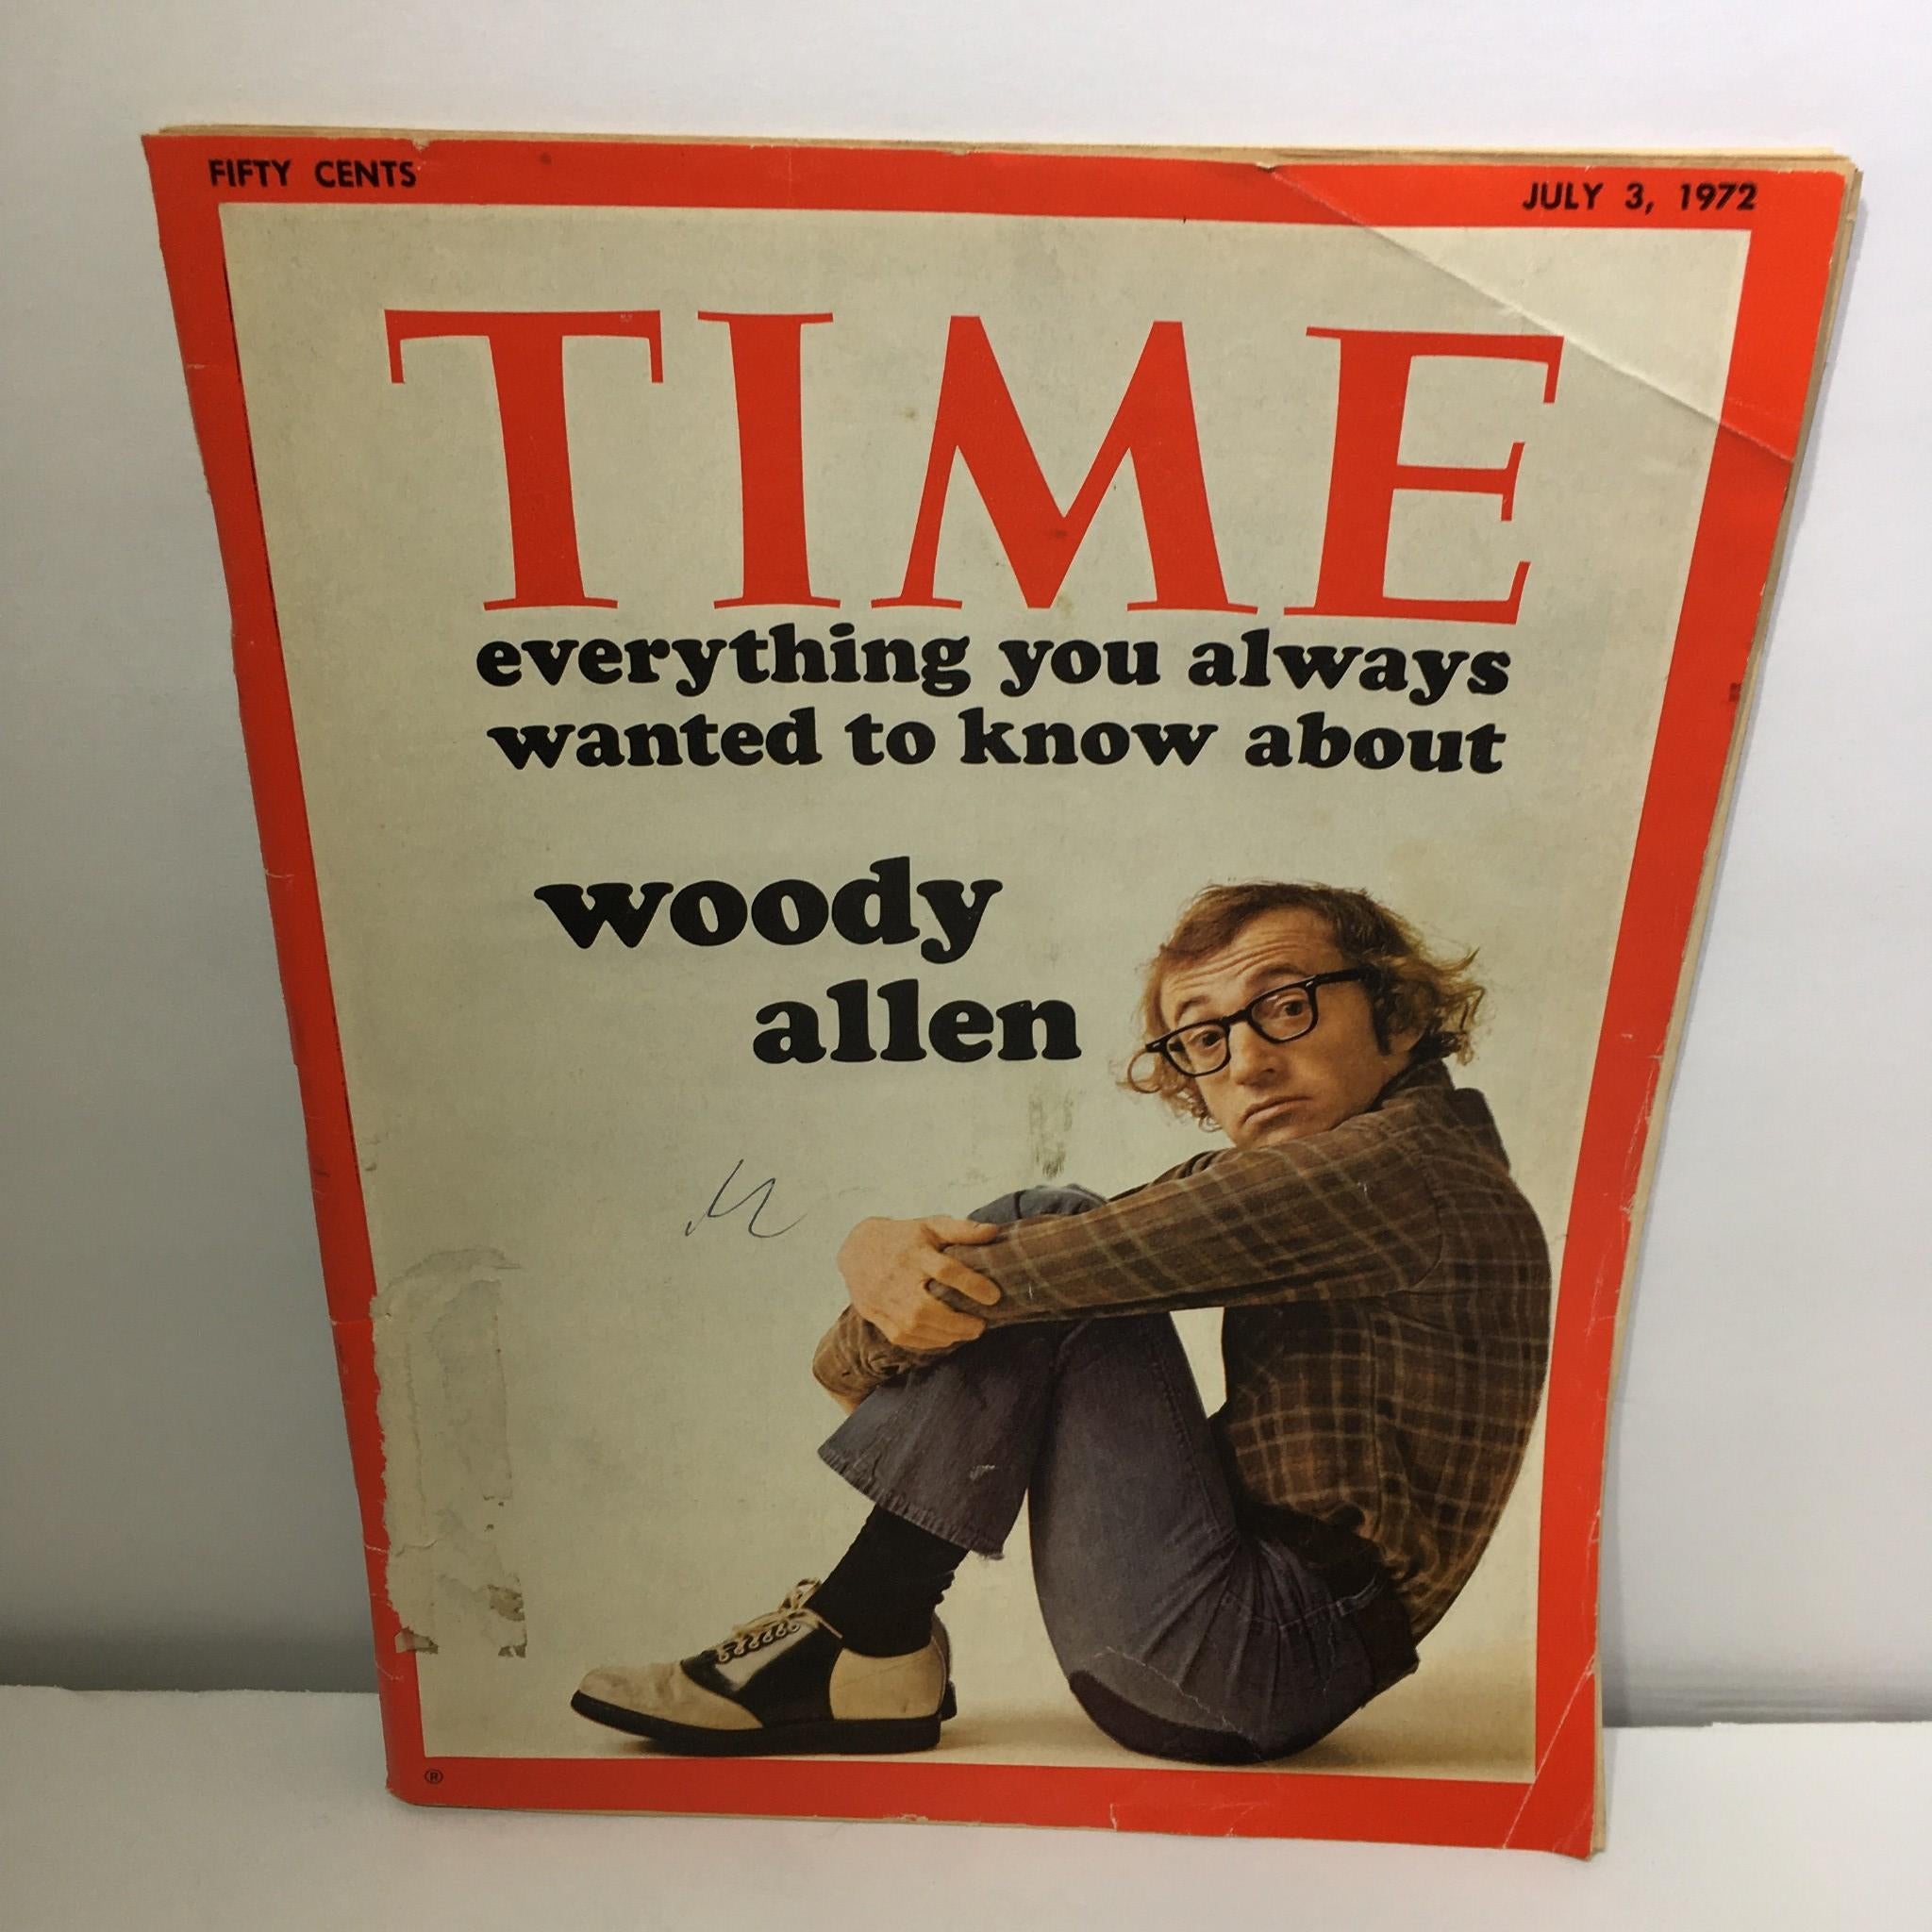 FIFTY CENTS
JULY 3, 1972
TIME
everything you always
wanted to know about
woody
allen
®